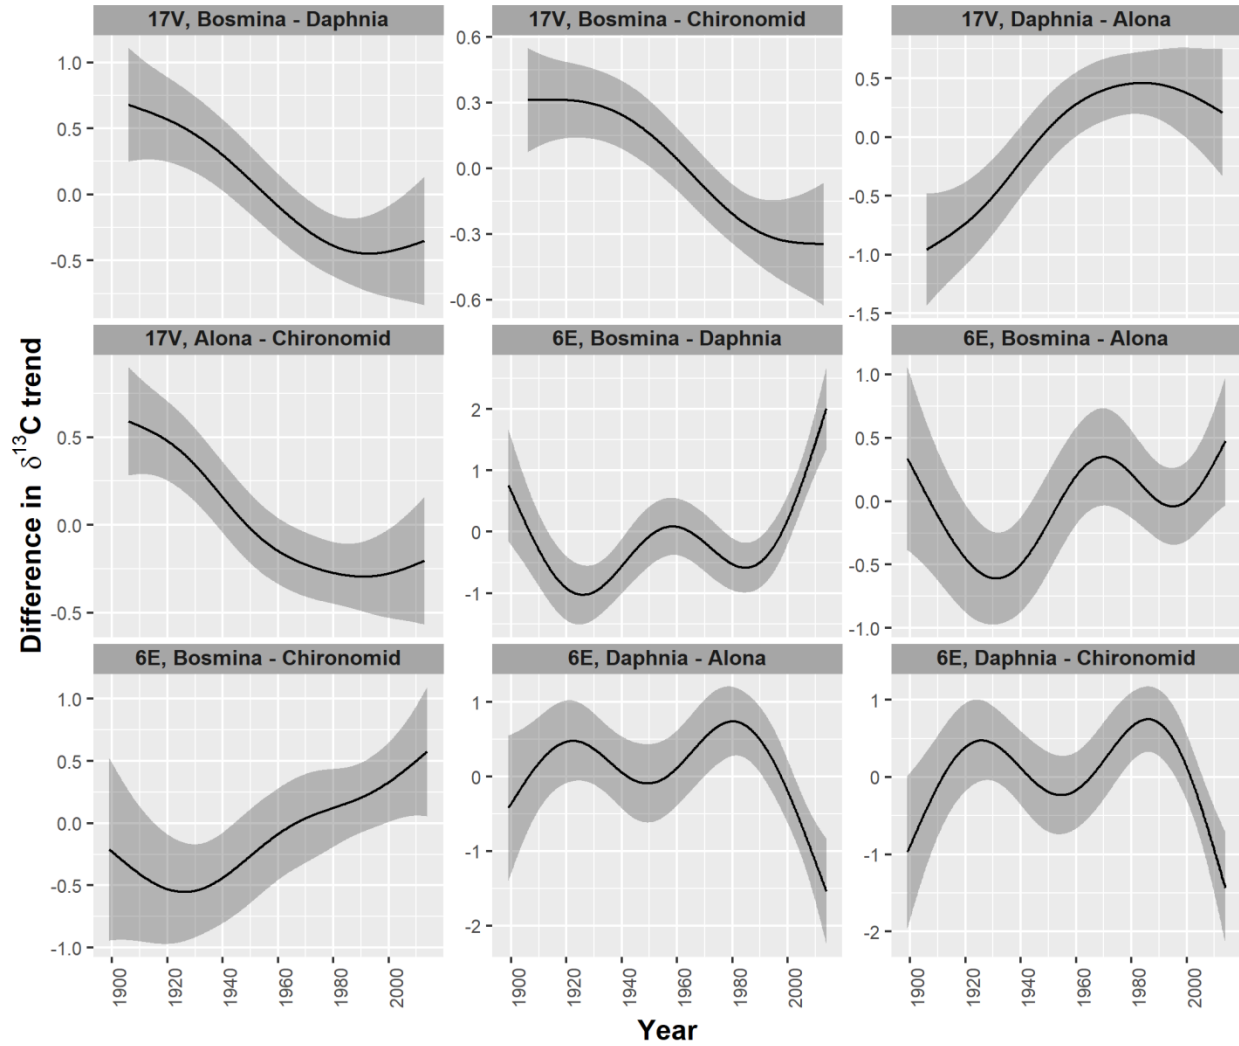 17V, Bosmina - Daphnia
17V, Bosmina - Chironomid
17V, Daphnia - Alona
1.0
0.5
0.0
-0.5
0.6
0.3
0.0
-0.3
-0.6
0.5
0.0
-0.5
-1.0
-1.5
17V, Alona - Chironomid
6E, Bosmina - Daphnia
6E, Bosmina - Alona
0.5
0.0
-0.5
2
1
0
-1
1.0
0.5
0.0
-0.5
-1.0
6E, Bosmina - Chironomid
6E, Daphnia - Alona
6E, Daphnia - Chironomid
1.0
0.5
0.0
-0.5
-1.0
1
0
-1
-2
1
0
-1
-2
1900 1920 1940 1960 1980 2000
1900 1920 1940 1960 1980 2000
1900 1920 1940 1960 1980 2000
Difference in δ¹³C trend
Year